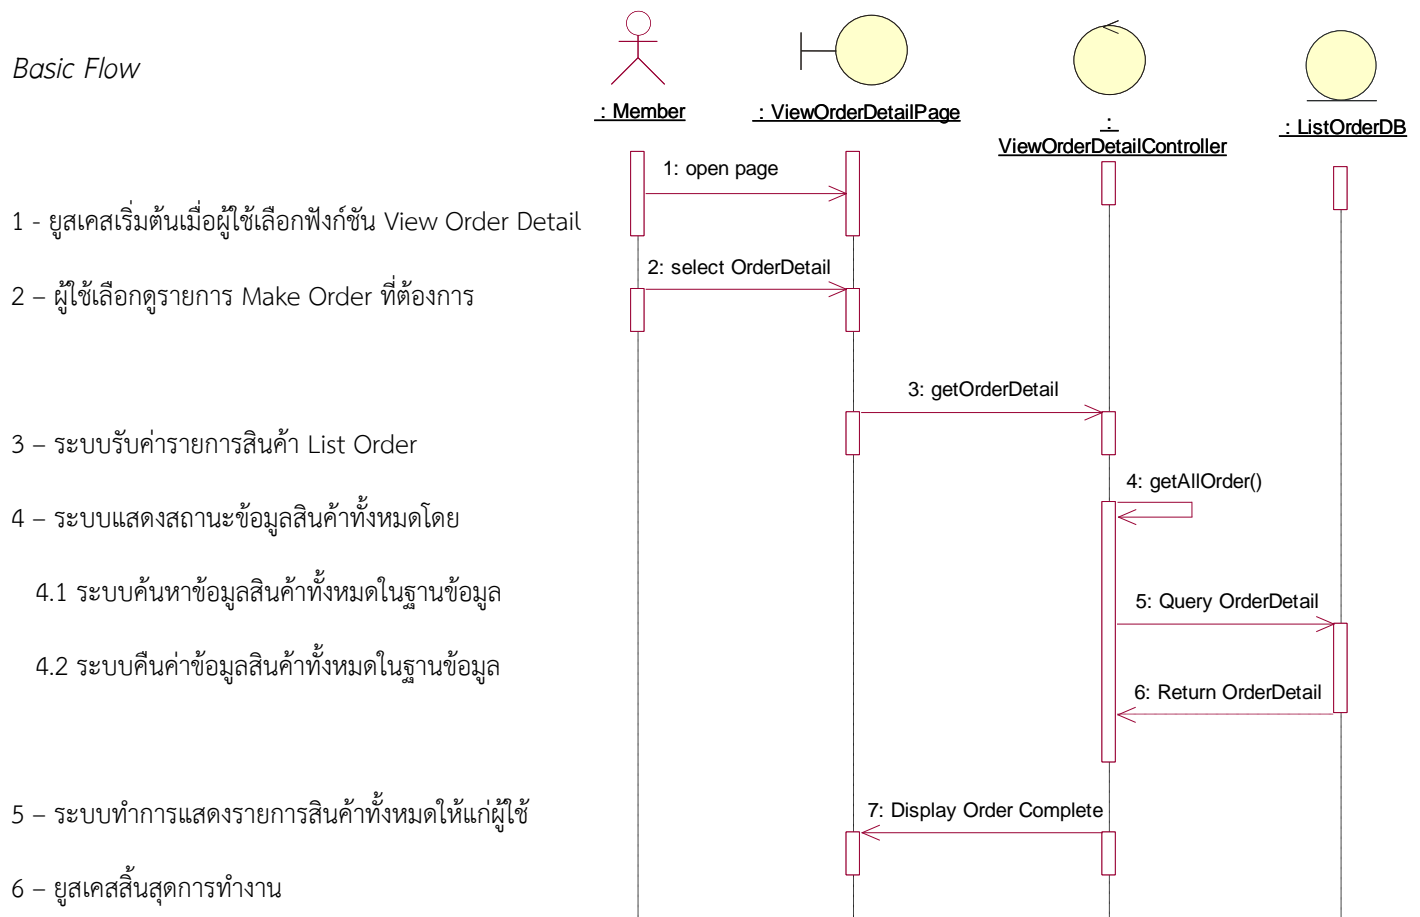 Basic Flow
: Member
: ViewOrderDetailPage
:
ViewOrderDetailController
: ListOrderDB
1: open page
1 - ยูสเคสเริ่มต้นเมื่อผู้ใช้เลือกฟังก์ชัน View Order Detail
2: select OrderDetail
2 – ผู้ใช้เลือกดูรายการ Make Order ที่ต้องการ
3: getOrderDetail
3 – ระบบรับค่ารายการสินค้า List Order
4: getAllOrder()
4 – ระบบแสดงสถานะข้อมูลสินค้าทั้งหมดโดย
4.1 ระบบค้นหาข้อมูลสินค้าทั้งหมดในฐานข้อมูล
5: Query OrderDetail
4.2 ระบบคืนค่าข้อมูลสินค้าทั้งหมดในฐานข้อมูล
6: Return OrderDetail
5 – ระบบทำการแสดงรายการสินค้าทั้งหมดให้แก่ผู้ใช้
7: Display Order Complete
6 – ยูสเคสสิ้นสุดการทำงาน